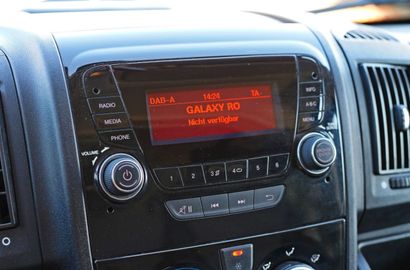 DAB-A 14:24 TA-
GALAXY RO
Nicht verfügbar
RADIO
MEDIA
PHONE
INFO
A-B-C
MENU
VOLUME
1 2 3 4 5 6